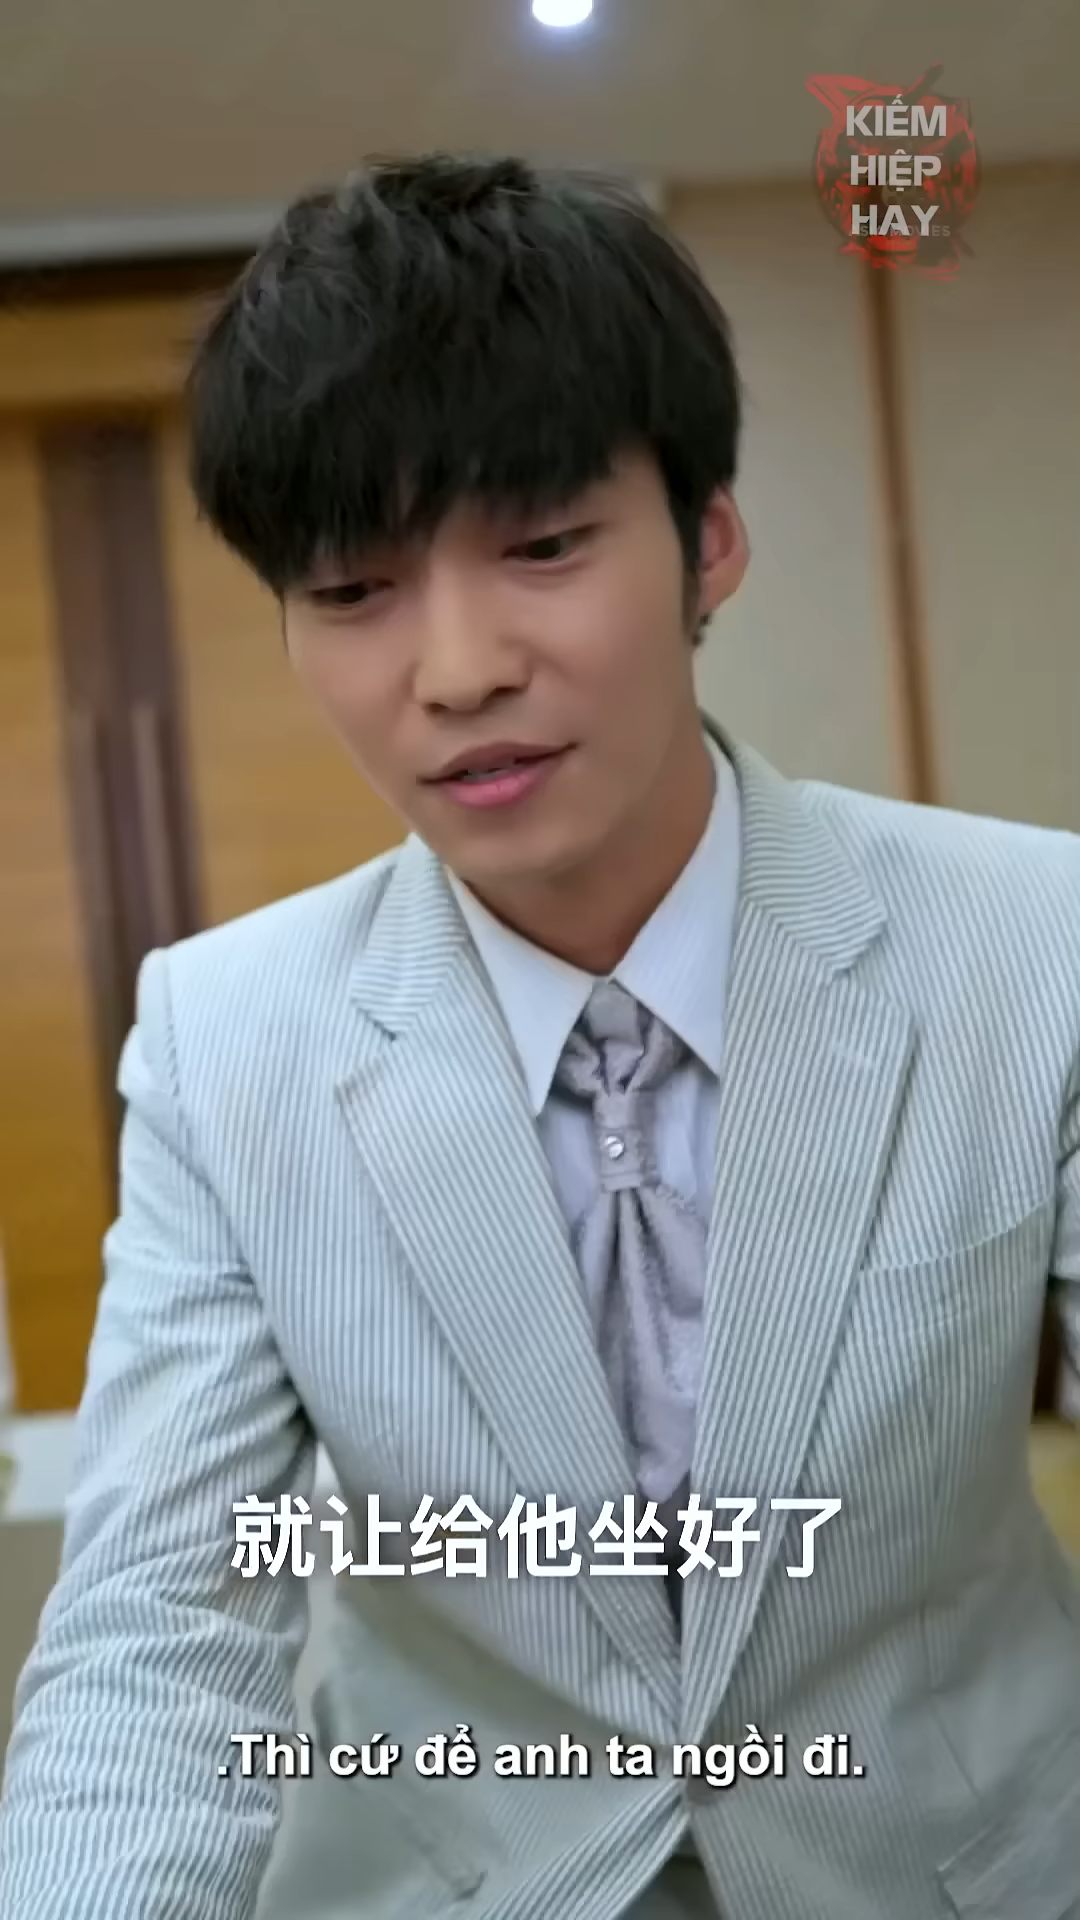 KIẾM
HIỆP
HAY
就让给他坐好了
.Thì cứ để anh ta ngồi đi.